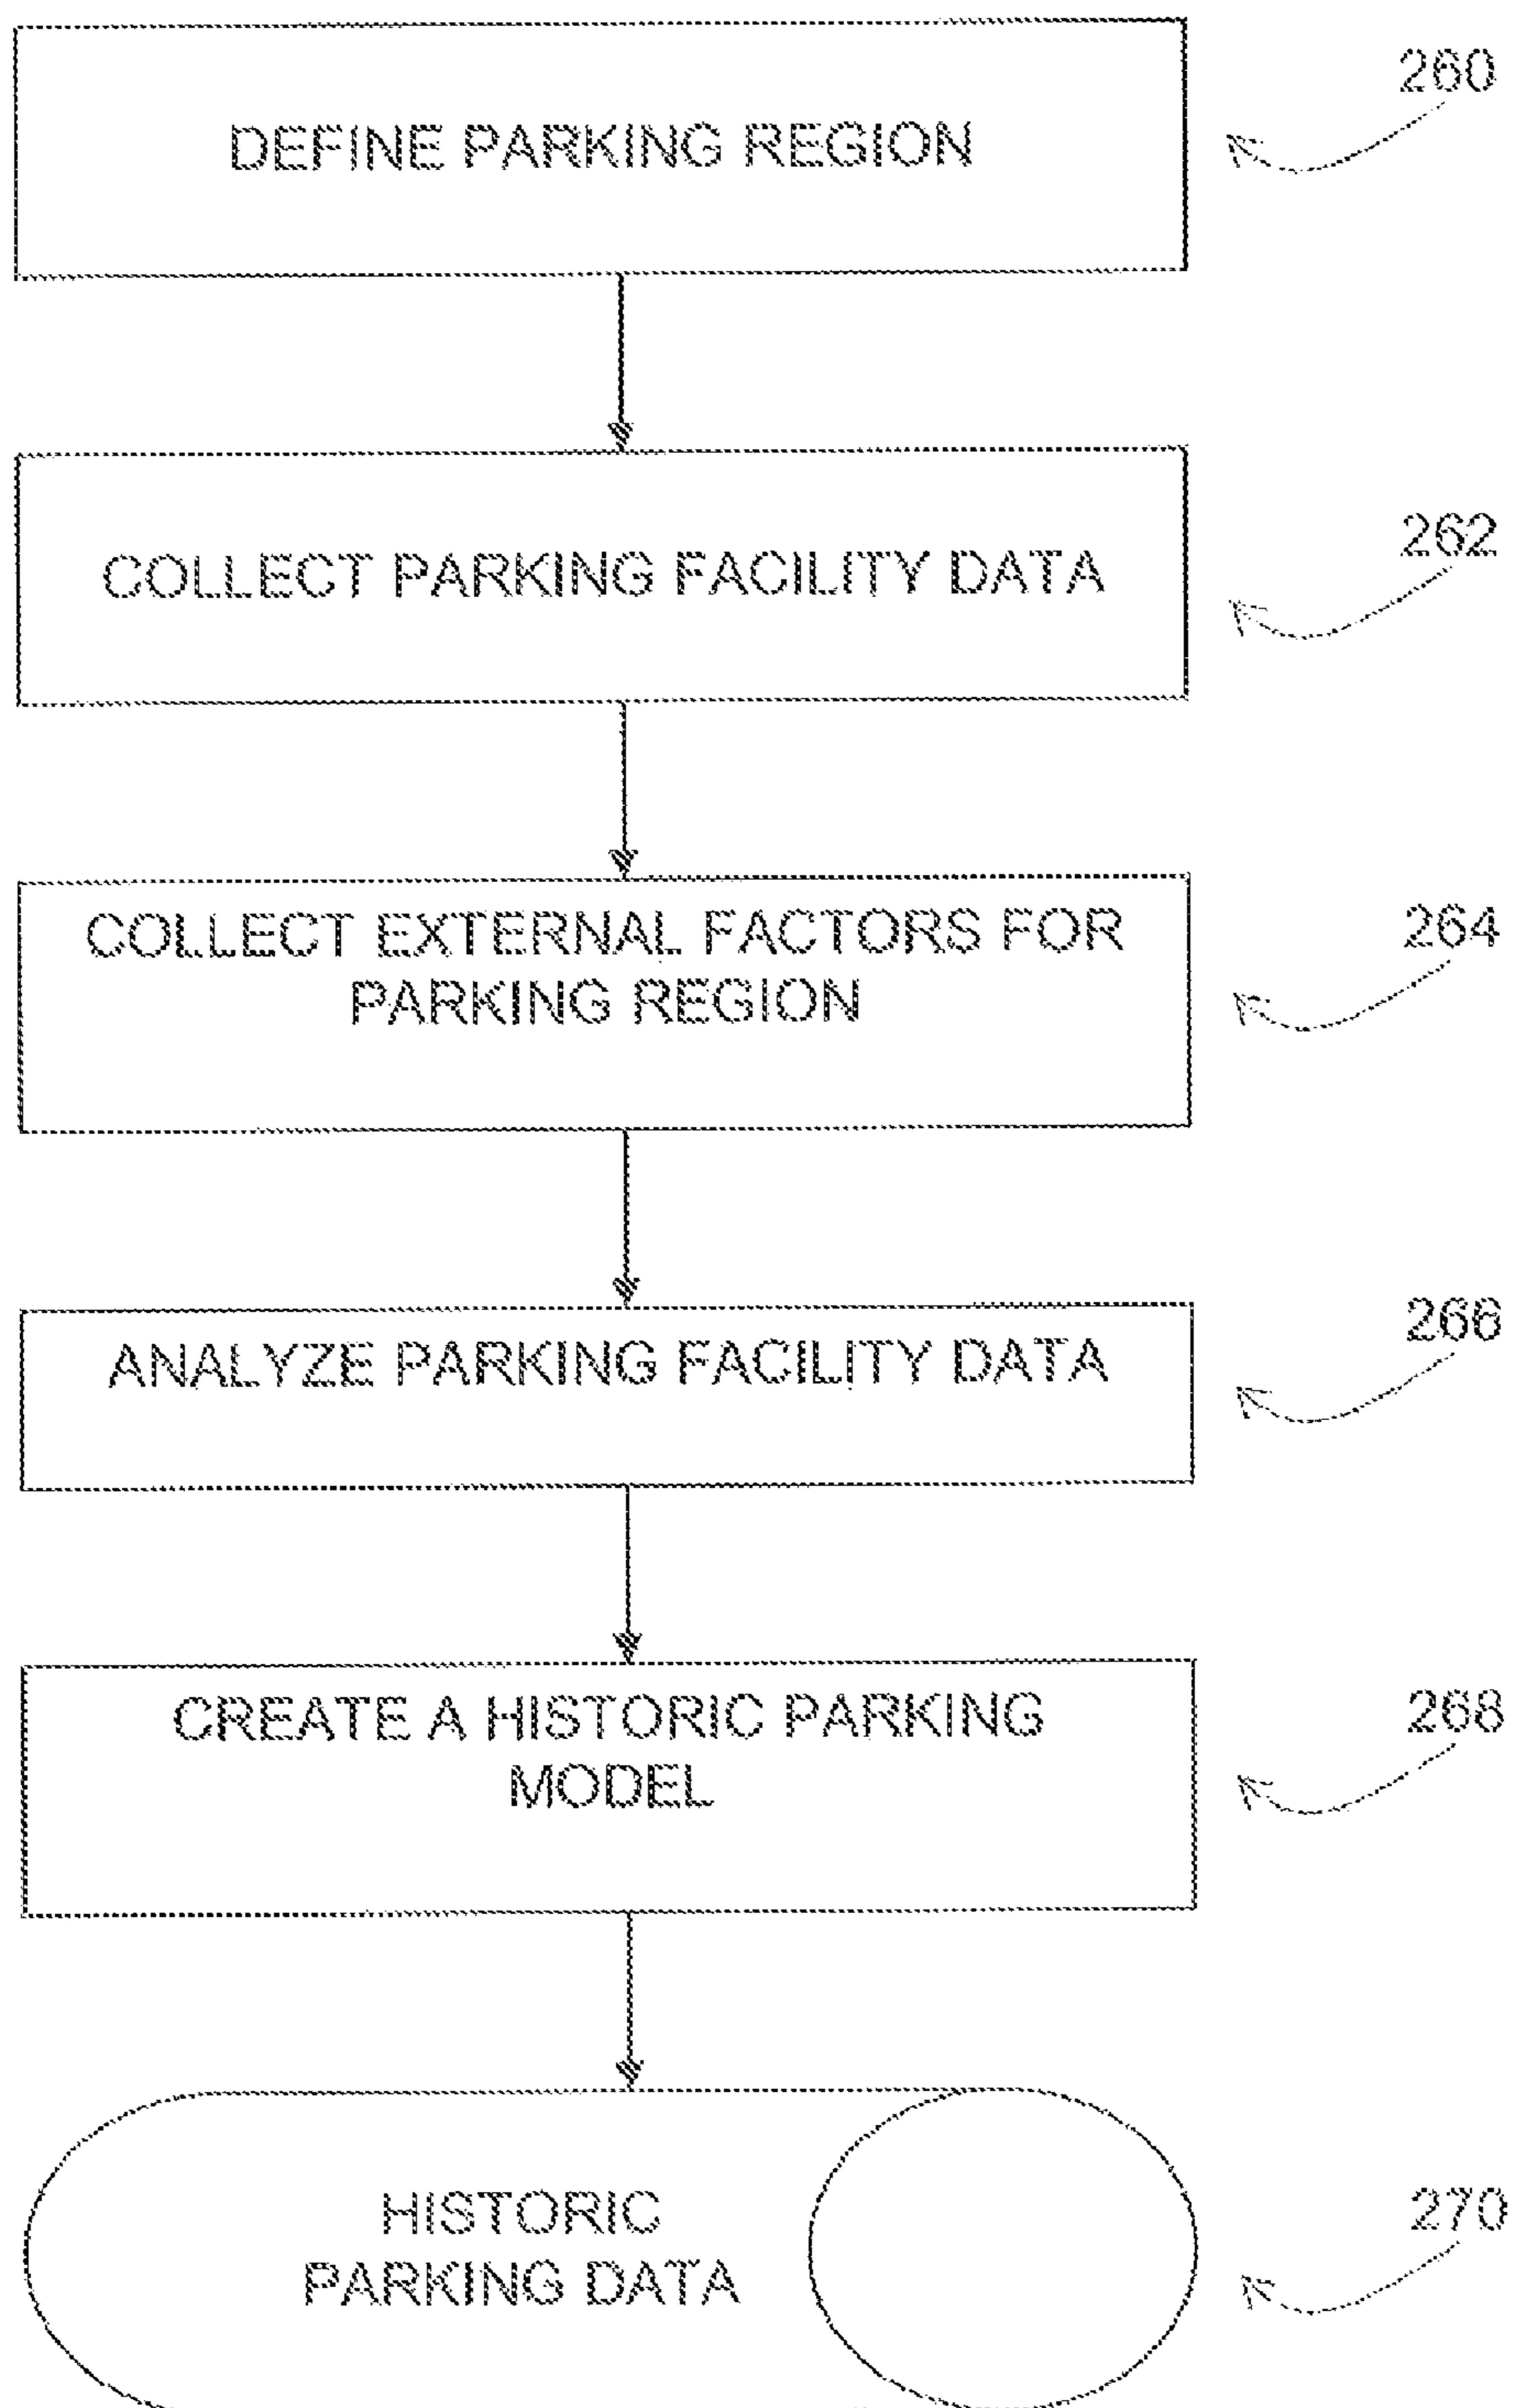 DEFINE PARKING REGION
260
COLLECT PARKING FACILITY DATA
262
COLLECT EXTERNAL FACTORS FOR
PARKING REGION
264
ANALYZE PARKING FACILITY DATA
266
CREATE A HISTORIC PARKING
MODEL
268
HISTORIC
PARKING DATA
270